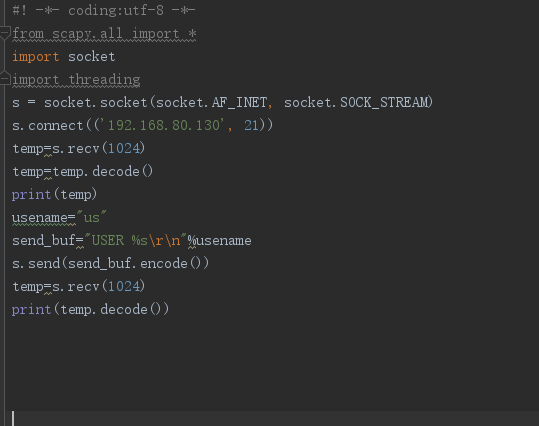 #! -*- coding:utf-8 -*-
from scapy.all import *
import socket
import threading
s = socket.socket(socket.AF_INET, socket.SOCK_STREAM)
s.connect(('192.168.80.130', 21))
temp=s.recv(1024)
temp=temp.decode()
print(temp)
usename="us"
send_buf="USER %s\r\n"%usename
s.send(send_buf.encode())
temp=s.recv(1024)
print(temp.decode())